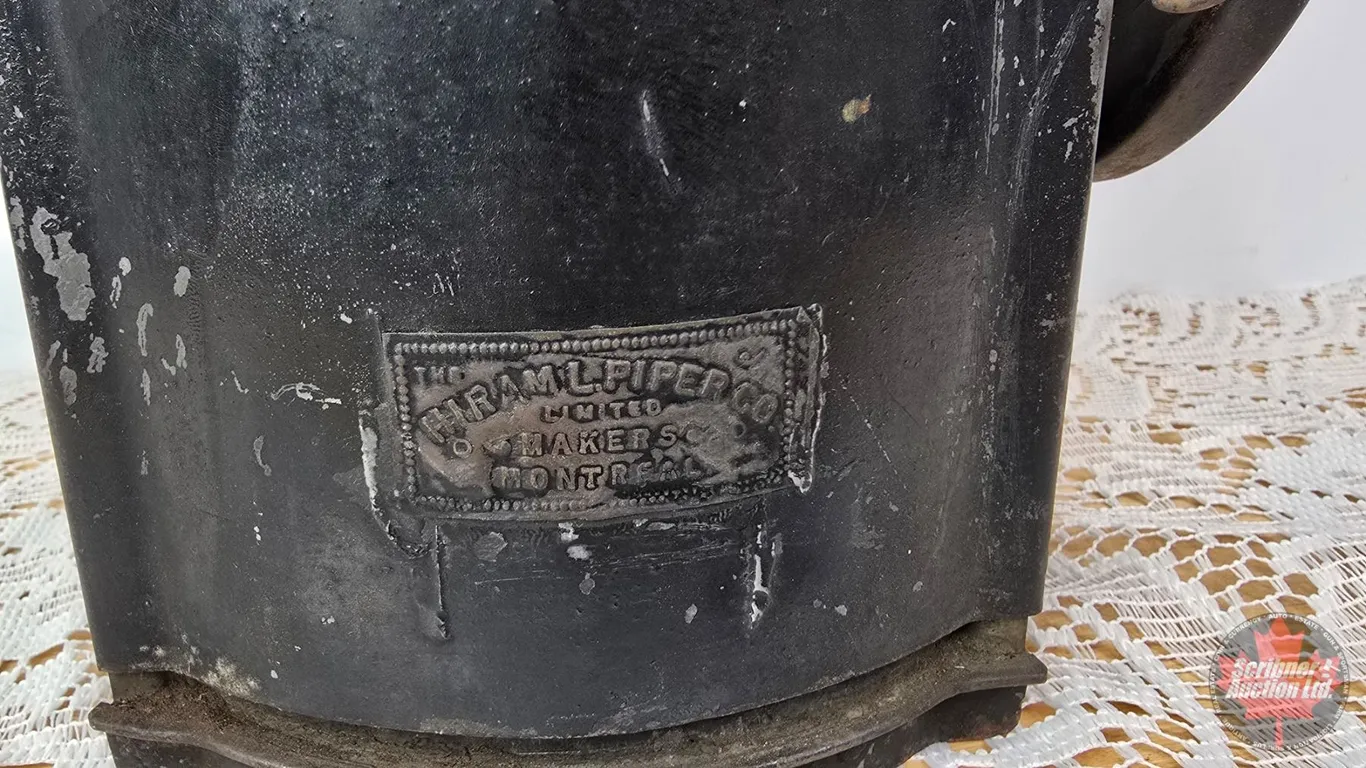 THE
HIRAM L. PIPER CO.
LIMITED
MAKERS
MONTREAL
Scribner
Auction Ltd.